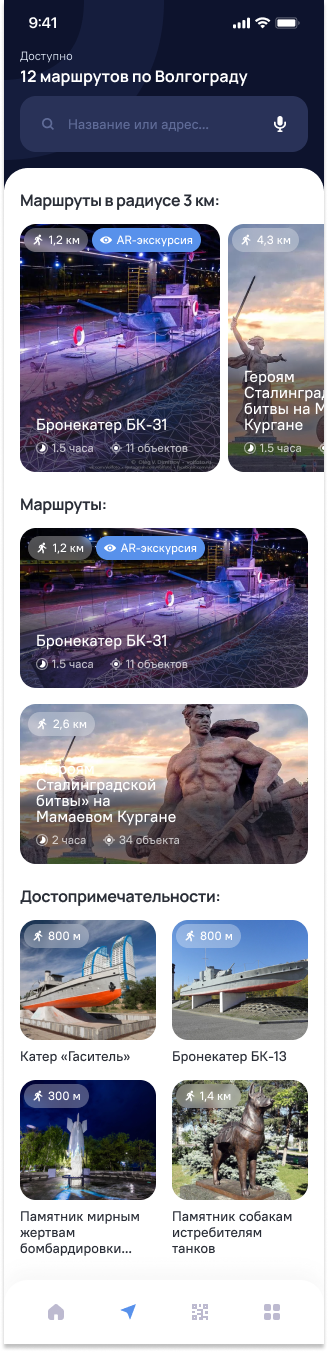 9:41
Доступно
12 маршрутов по Волгограду
Название или адрес...
Маршруты в радиусе 3 км:
1,2 км
AR-экскурсия
4,3 км
Бронекатер БК-31
1.5 часа
11 объектов
Героям
Сталинград
битвы на М
Кургане
1.5 часа
Маршруты:
1,2 км
AR-экскурсия
Бронекатер БК-31
1.5 часа
11 объектов
2,6 км
Сталинградской
битвы» на
Мамаевом Кургане
2 часа
34 объекта
Достопримечательности:
800 м
800 м
Катер «Гаситель»
Бронекатер БК-13
300 м
1,4 км
Памятник мирным
жертвам
бомбардировки...
Памятник собакам
истребителям
танков